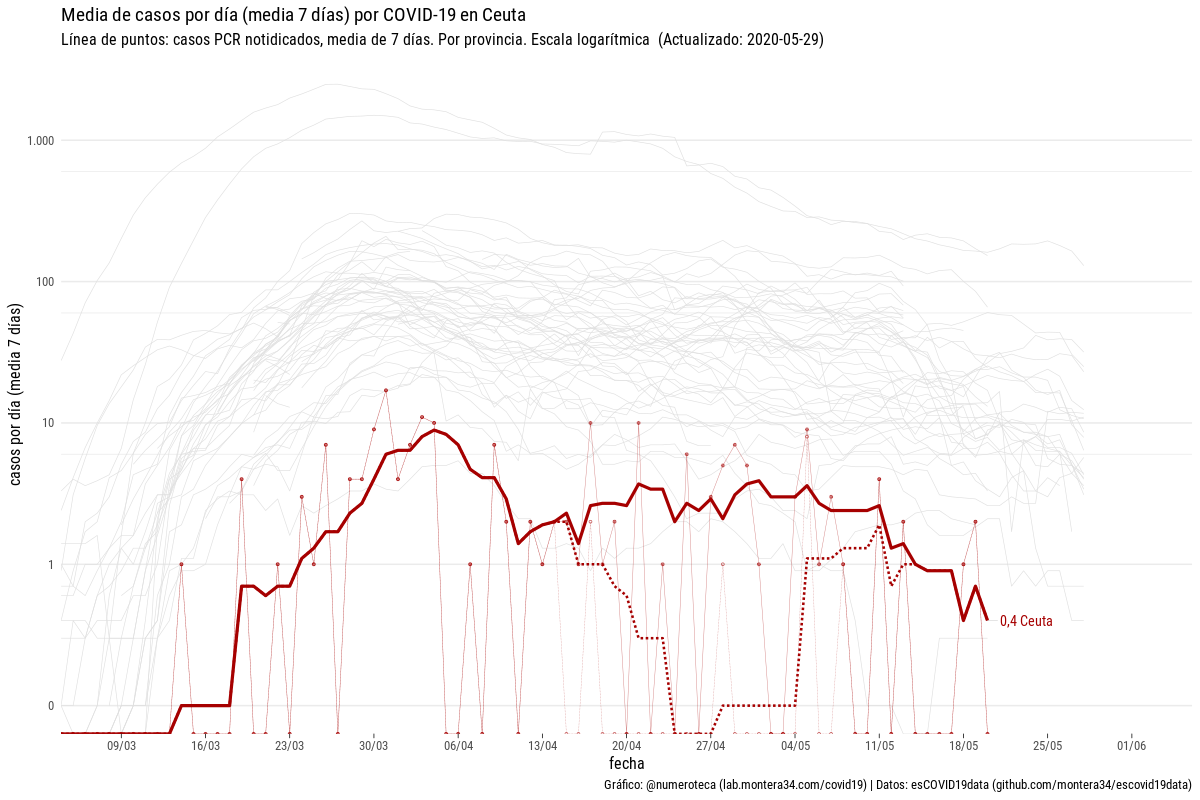 Media de casos por día (media 7 días) por COVID-19 en Ceuta
Línea de puntos: casos PCR notidicados, media de 7 días. Por provincia. Escala logarítmica (Actualizado: 2020-05-29)
casos por día (media 7 días)
1.000
100
10
1
0
0,4 Ceuta
09/03 16/03 23/03 30/03 06/04 13/04 20/04 27/04 04/05 11/05 18/05 25/05 01/06
fecha
Gráfico: @numeroteca (lab.montera34.com/covid19) | Datos: esCOVID19data (github.com/montera34/escovid19data)